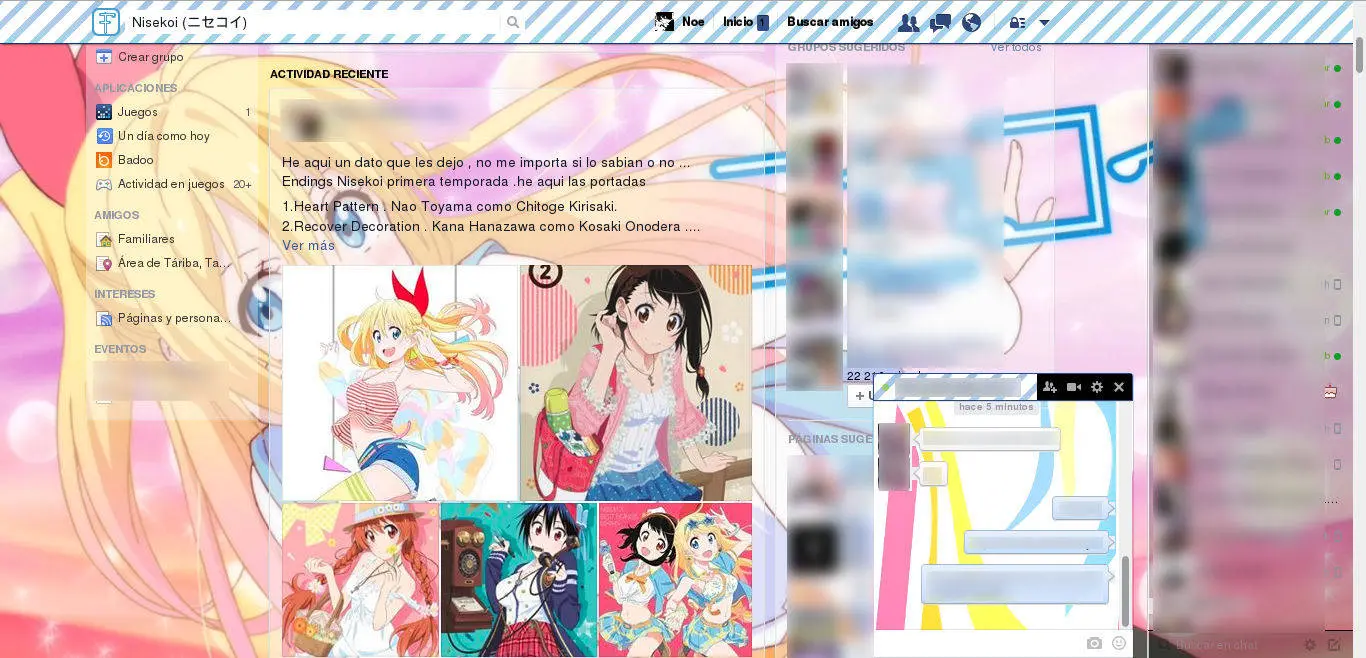 Nisekoi (ニセコイ)
Noe
Inicio 1
Buscar amigos
Crear grupo
APLICACIONES
Juegos 1
Un día como hoy
Badoo
Actividad en juegos 20+
AMIGOS
Familiares
Área de Táriba, Ta...
INTERESES
Páginas y persona...
EVENTOS
ACTIVIDAD RECIENTE
He aqui un dato que les dejo , no me importa si lo sabian o no ...
Endings Nisekoi primera temporada .he aqui las portadas
1.Heart Pattern . Nao Toyama como Chitoge Kirisaki.
2.Recover Decoration . Kana Hanazawa como Kosaki Onodera ....
Ver más
2
GRUPOS SUGERIDOS
Ver todos
PÁGINAS SUGE
hace 5 minutos
Buscar en chat